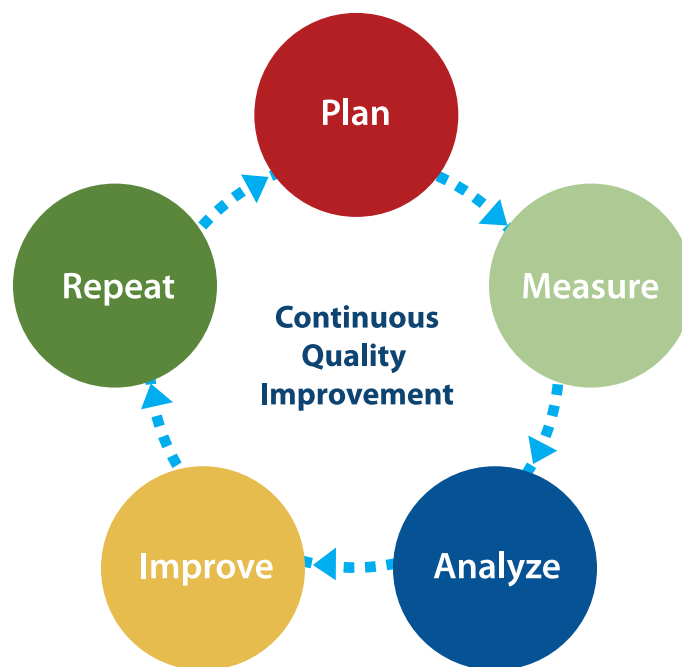 Plan
Measure
Analyze
Improve
Repeat
Continuous
Quality
Improvement